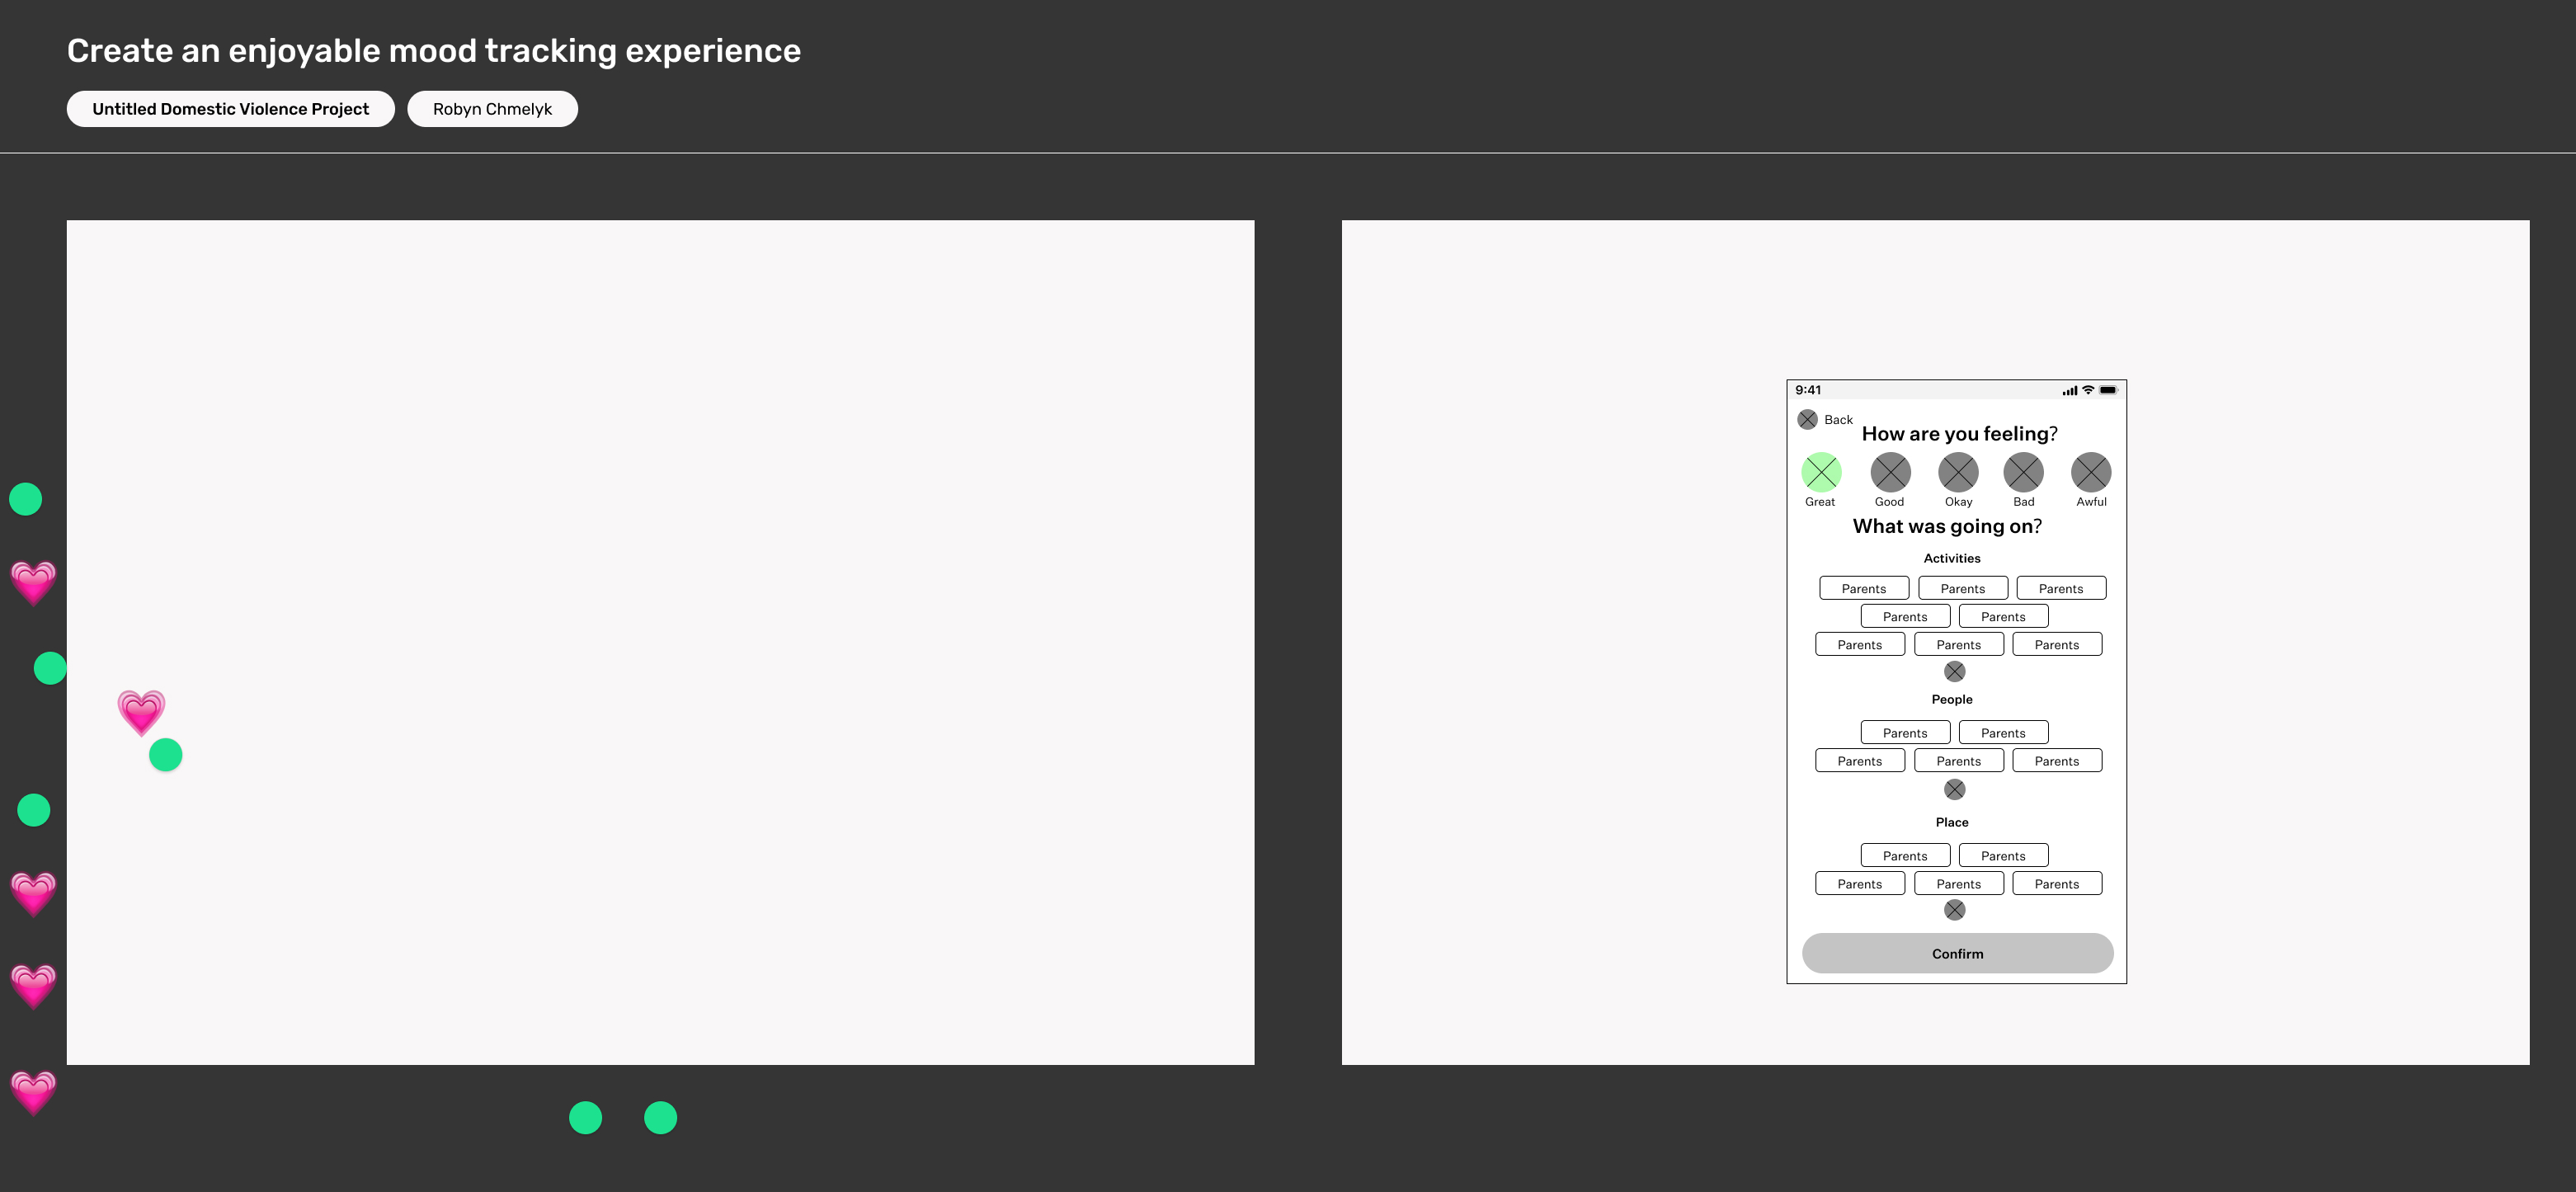 Create an enjoyable mood tracking experience
Untitled Domestic Violence Project Robyn Chmelyk
9:41
Back
How are you feeling?
Great Good Okay Bad Awful
What was going on?
Activities
Parents Parents Parents
Parents Parents
Parents Parents Parents
People
Parents Parents
Parents Parents Parents
Place
Parents Parents
Parents Parents Parents
Confirm